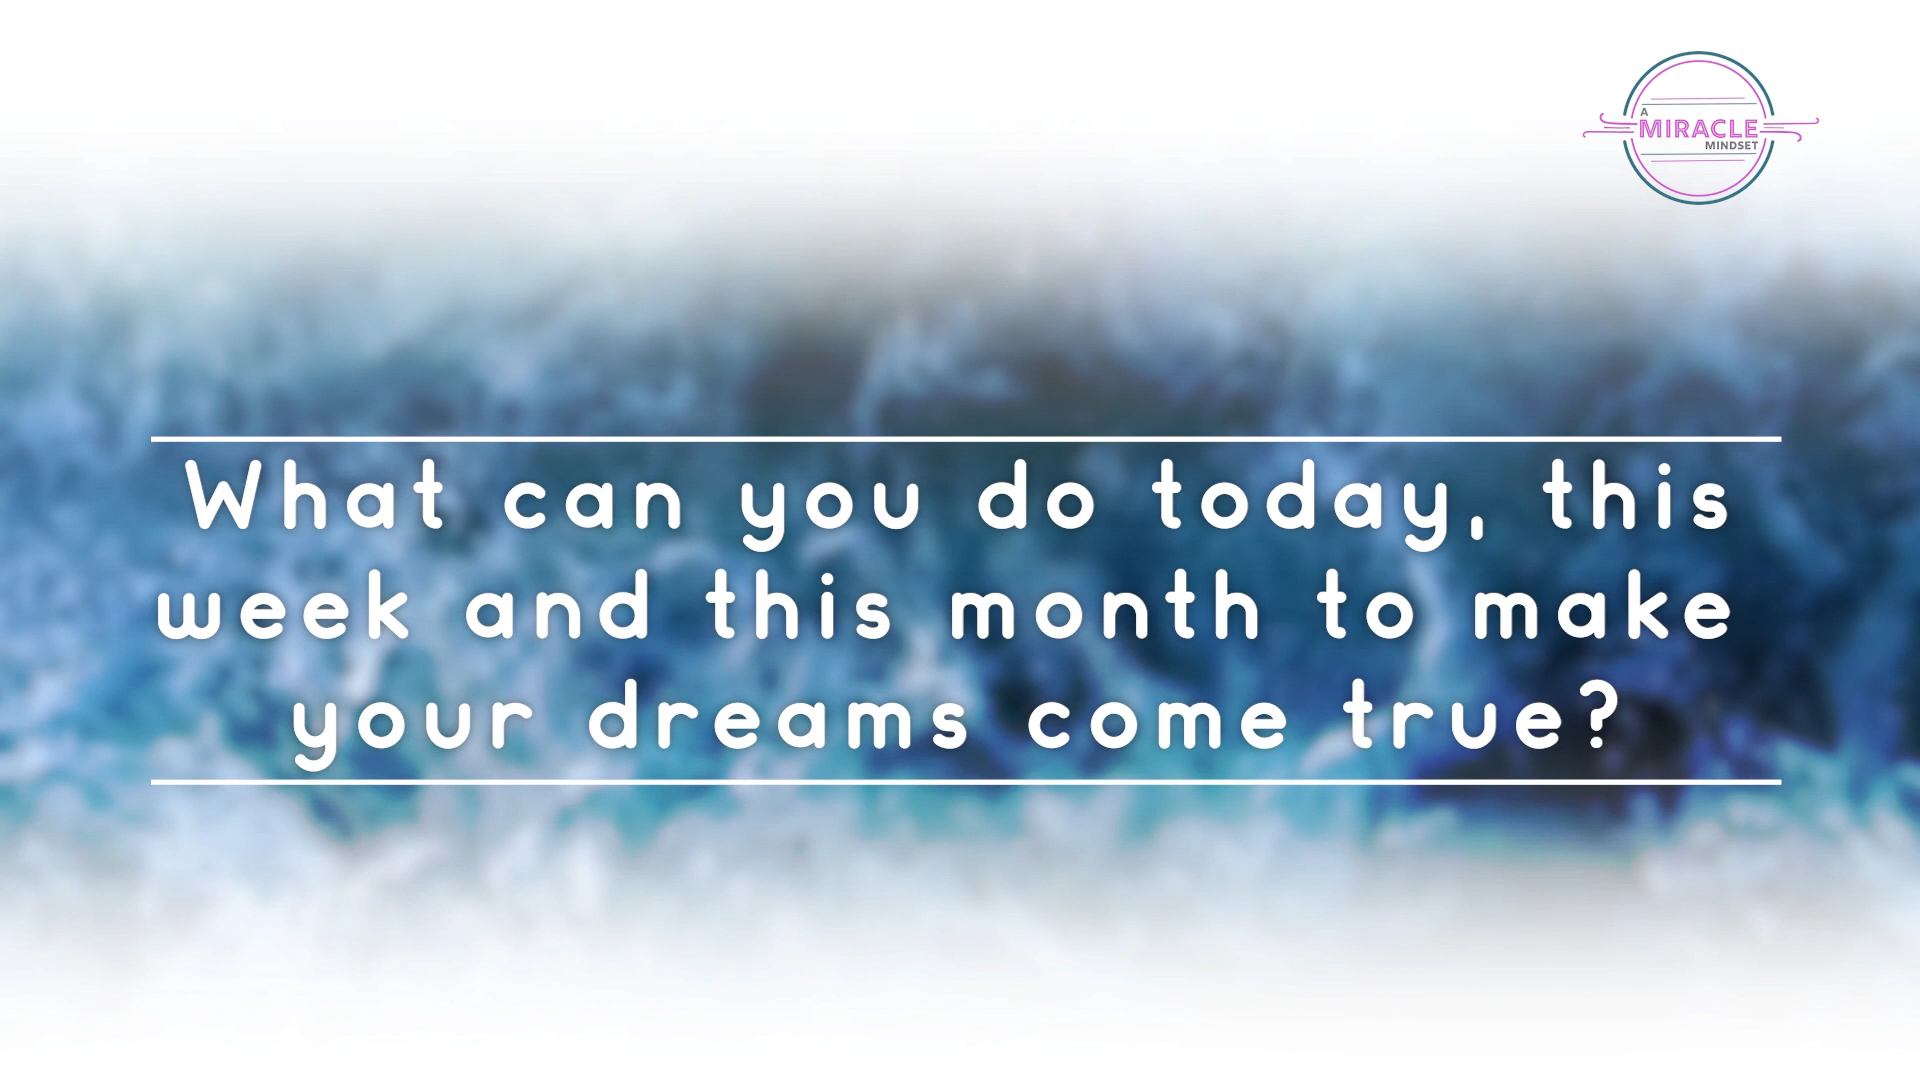 A
MIRACLE
MINDSET
What can you do today, this
week and this month to make
your dreams come true?